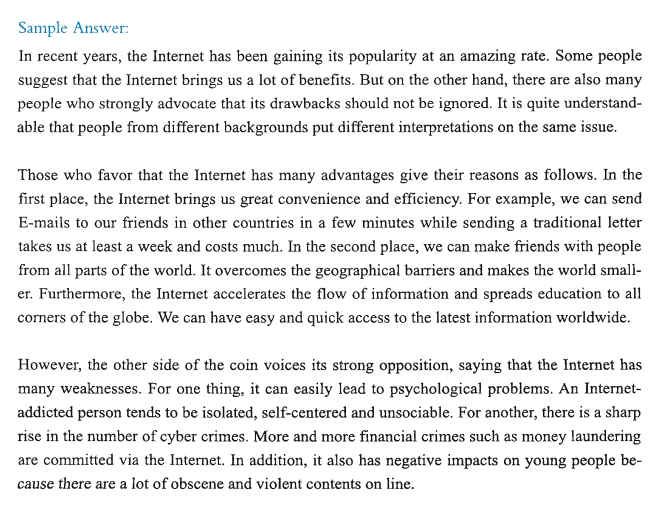 Sample Answer:
In recent years, the Internet has been gaining its popularity at an amazing rate. Some people
suggest that the Internet brings us a lot of benefits. But on the other hand, there are also many
people who strongly advocate that its drawbacks should not be ignored. It is quite understand-
able that people from different backgrounds put different interpretations on the same issue.
Those who favor that the Internet has many advantages give their reasons as follows. In the
first place, the Internet brings us great convenience and efficiency. For example, we can send
E-mails to our friends in other countries in a few minutes while sending a traditional letter
takes us at least a week and costs much. In the second place, we can make friends with people
from all parts of the world. It overcomes the geographical barriers and makes the world small-
er. Furthermore, the Internet accelerates the flow of information and spreads education to all
corners of the globe. We can have easy and quick access to the latest information worldwide.
However, the other side of the coin voices its strong opposition, saying that the Internet has
many weaknesses. For one thing, it can easily lead to psychological problems. An Internet-
addicted person tends to be isolated, self-centered and unsociable. For another, there is a sharp
rise in the number of cyber crimes. More and more financial crimes such as money laundering
are committed via the Internet. In addition, it also has negative impacts on young people be-
cause there are a lot of obscene and violent contents on line.